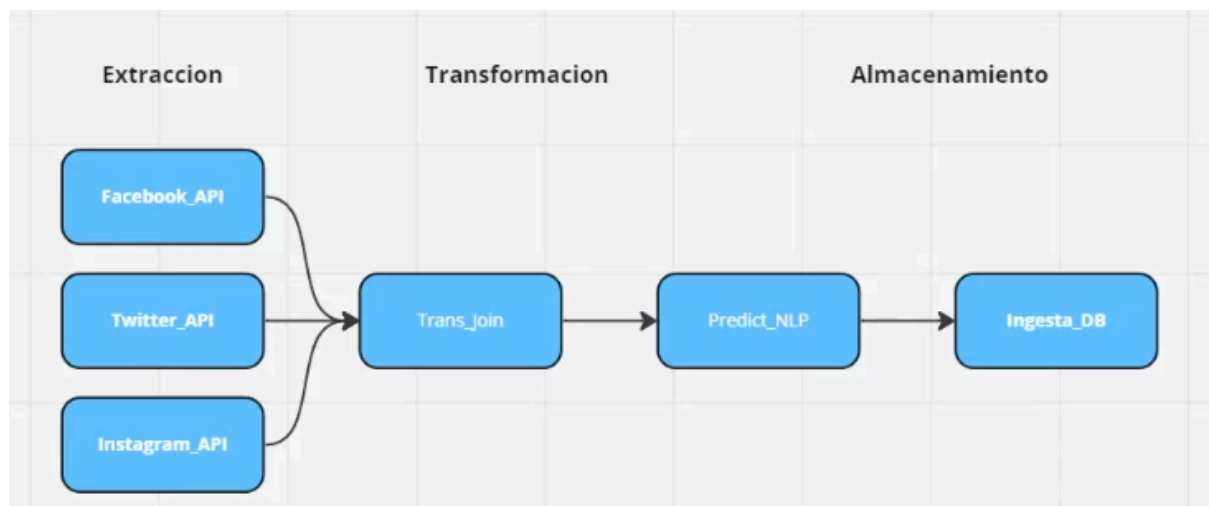 Extraccion
Transformacion
Almacenamiento
Facebook_API
Twitter_API
Trans_Join
Predict_NLP
Ingesta_DB
Instagram_API